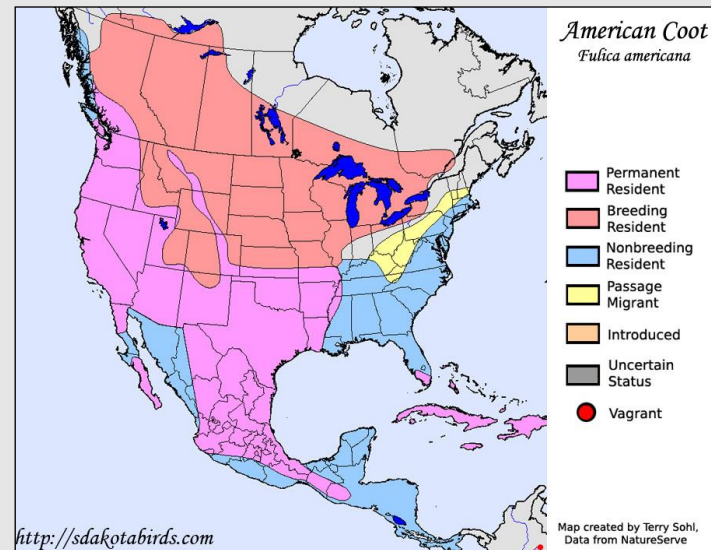 American Coot
Fulica americana
Permanent
Resident
Breeding
Resident
Nonbreeding
Resident
Passage
Migrant
Introduced
Uncertain
Status
Vagrant
http://sdakotabirds.com
Map created by Terry Sohl,
Data from NatureServe